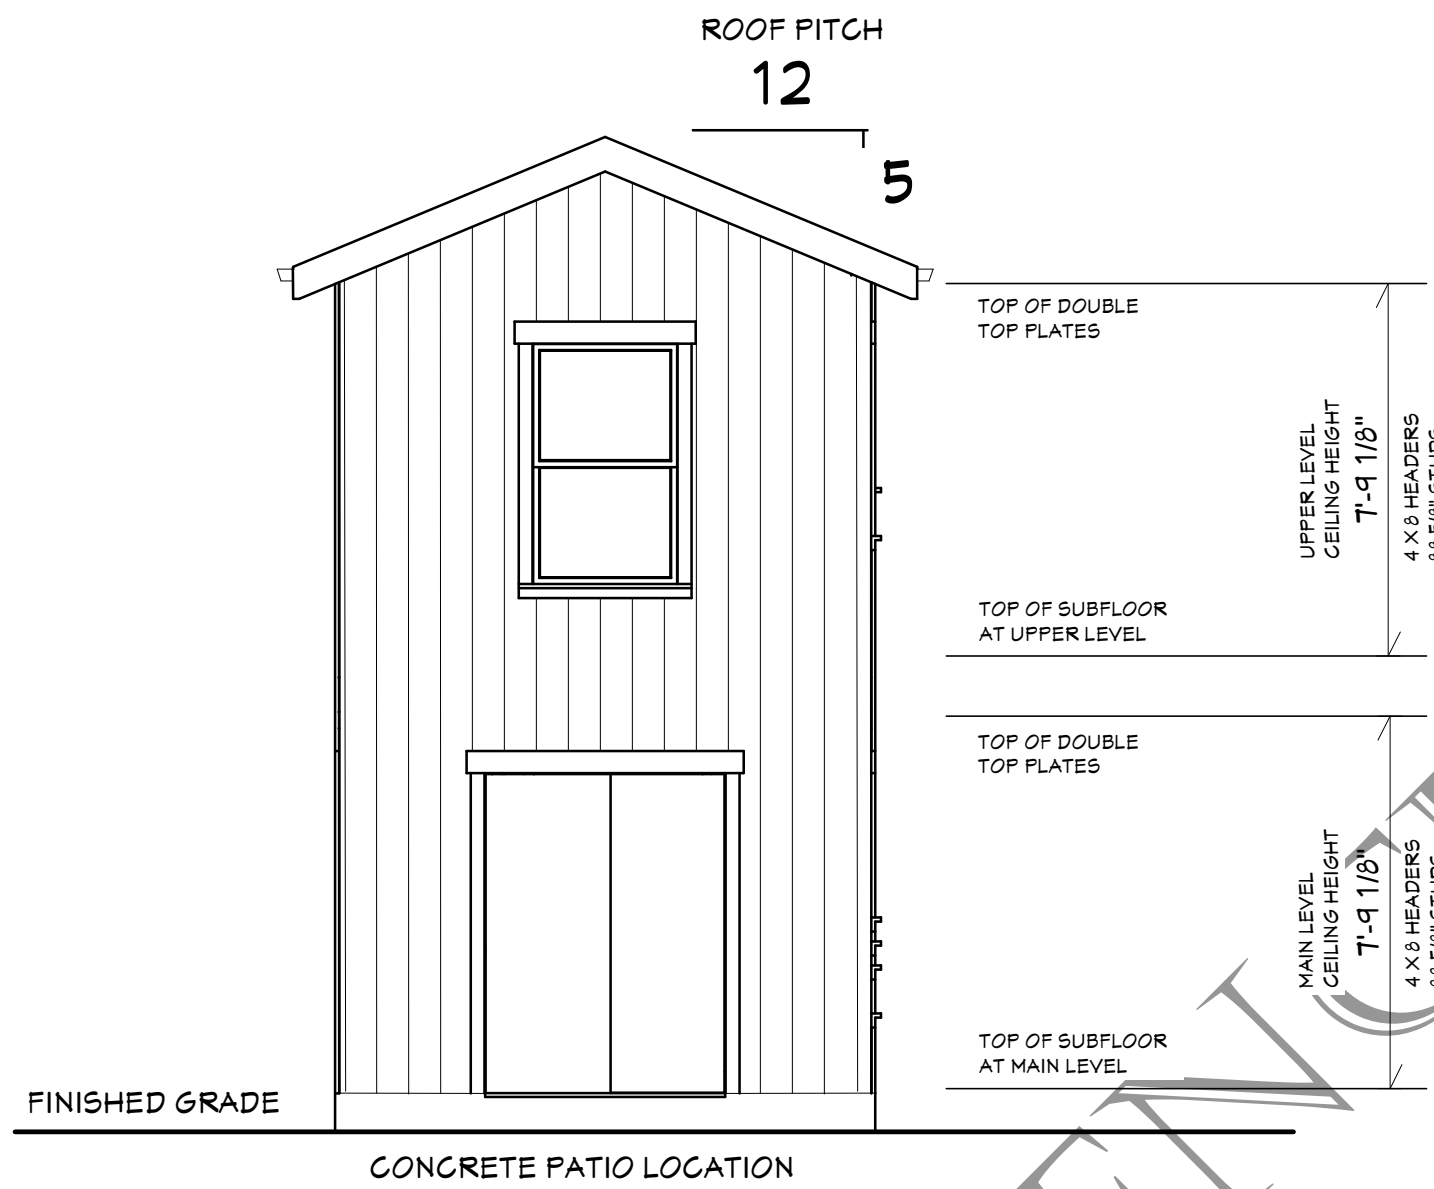 ROOF PITCH
12
5
TOP OF DOUBLE
TOP PLATES
UPPER LEVEL
CEILING HEIGHT
7'-9 1/8"
4 X 8 HEADERS
TOP OF SUBFLOOR
AT UPPER LEVEL
TOP OF DOUBLE
TOP PLATES
MAIN LEVEL
CEILING HEIGHT
7'-9 1/8"
4 X 8 HEADERS
TOP OF SUBFLOOR
AT MAIN LEVEL
FINISHED GRADE
CONCRETE PATIO LOCATION